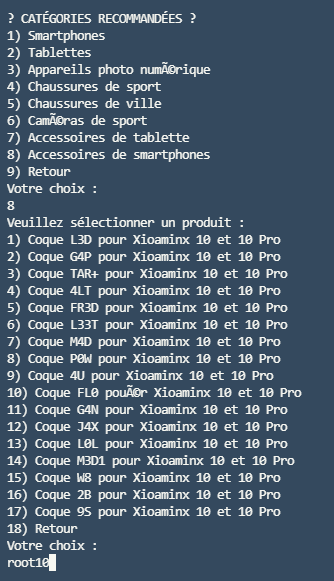 ? CATÉGORIES RECOMMANDÉES ?
1) Smartphones
2) Tablettes
3) Appareils photo numÃ©rique
4) Chaussures de sport
5) Chaussures de ville
6) CamÃ©ras de sport
7) Accessoires de tablette
8) Accessoires de smartphones
9) Retour
Votre choix :
8
Veuillez sélectionner un produit :
1) Coque L3D pour Xioaminx 10 et 10 Pro
2) Coque G4P pour Xioaminx 10 et 10 Pro
3) Coque TAR+ pour Xioaminx 10 et 10 Pro
4) Coque 4LT pour Xioaminx 10 et 10 Pro
5) Coque FR3D pour Xioaminx 10 et 10 Pro
6) Coque L33T pour Xioaminx 10 et 10 Pro
7) Coque M4D pour Xioaminx 10 et 10 Pro
8) Coque P0W pour Xioaminx 10 et 10 Pro
9) Coque 4U pour Xioaminx 10 et 10 Pro
10) Coque FL0 pouÃ©r Xioaminx 10 et 10 Pro
11) Coque G4N pour Xioaminx 10 et 10 Pro
12) Coque J4X pour Xioaminx 10 et 10 Pro
13) Coque L0L pour Xioaminx 10 et 10 Pro
14) Coque M3D1 pour Xioaminx 10 et 10 Pro
15) Coque W8 pour Xioaminx 10 et 10 Pro
16) Coque 2B pour Xioaminx 10 et 10 Pro
17) Coque 9S pour Xioaminx 10 et 10 Pro
18) Retour
Votre choix :
root10